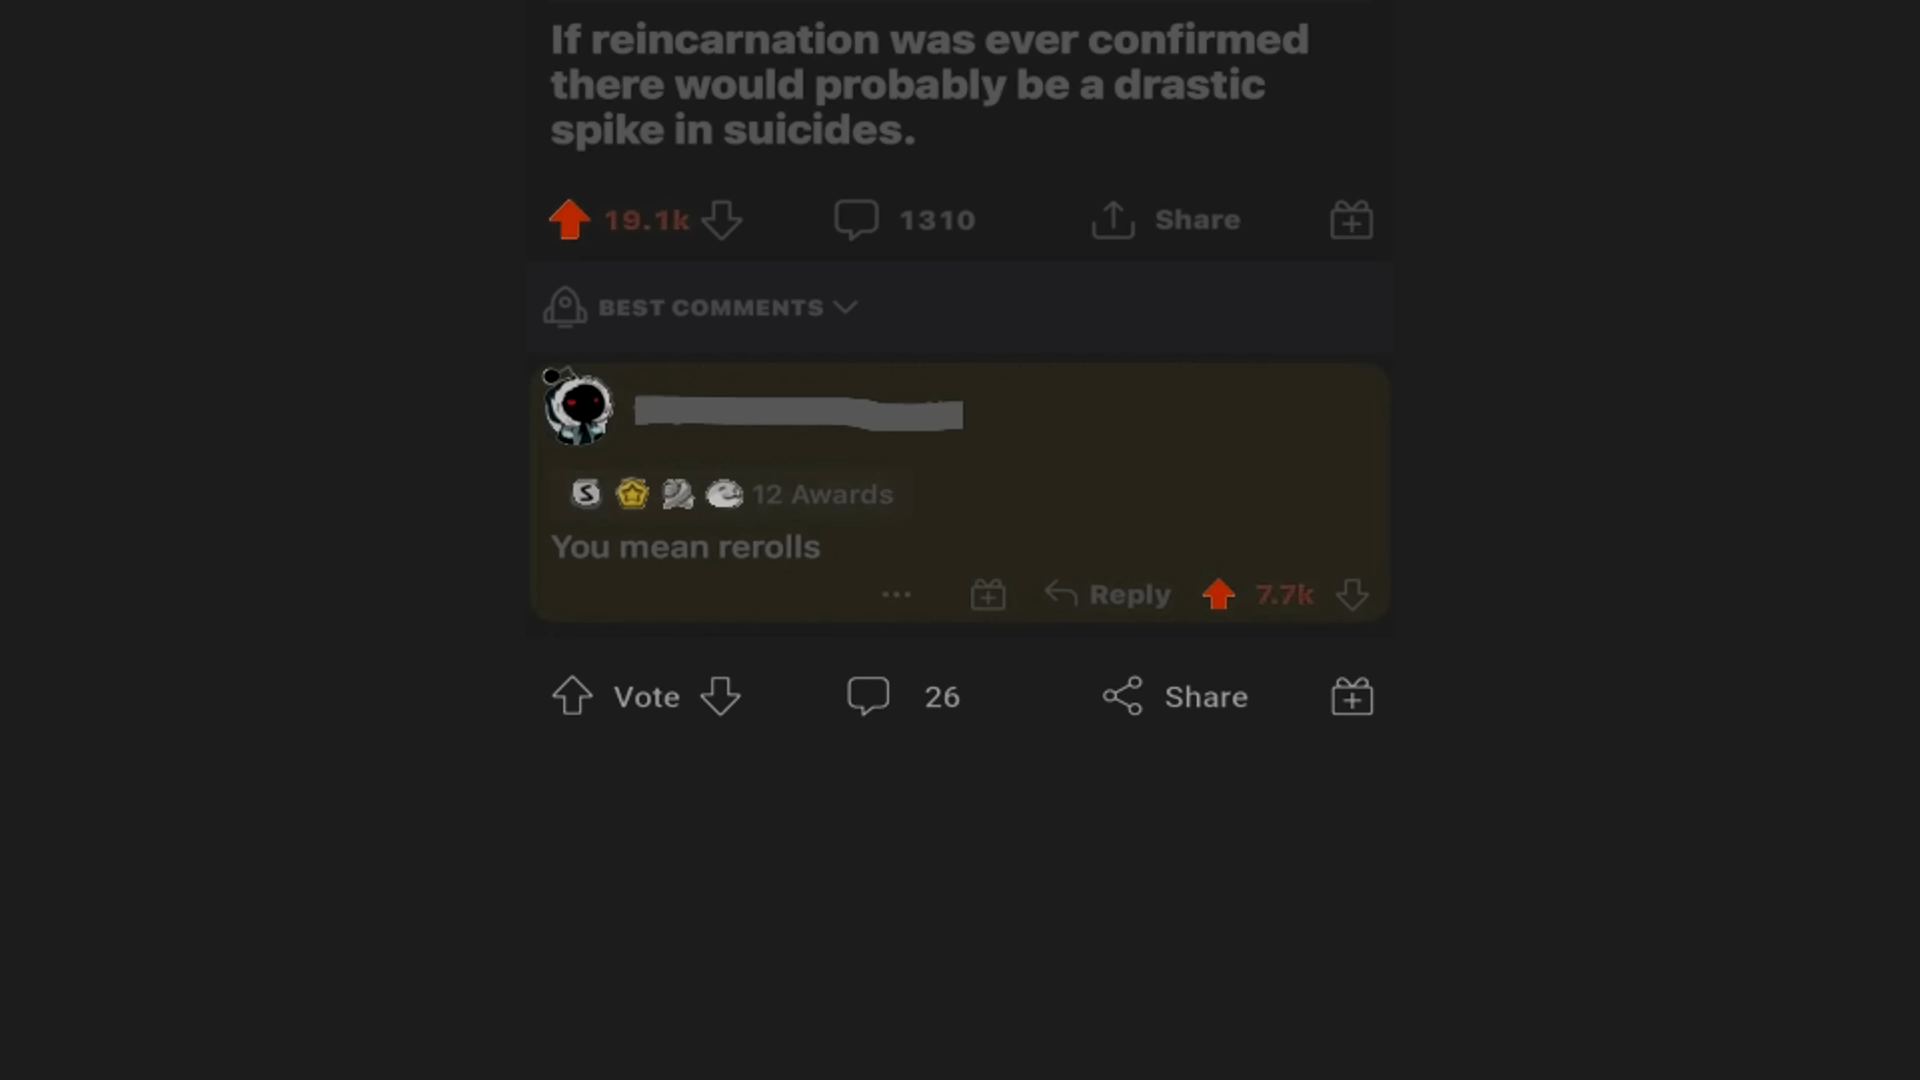 If reincarnation was ever confirmed
there would probably be a drastic
spike in suicides.
19.1k 1310 Share
BEST COMMENTS
12 Awards
You mean rerolls
... Reply 7.7k
Vote 26 Share